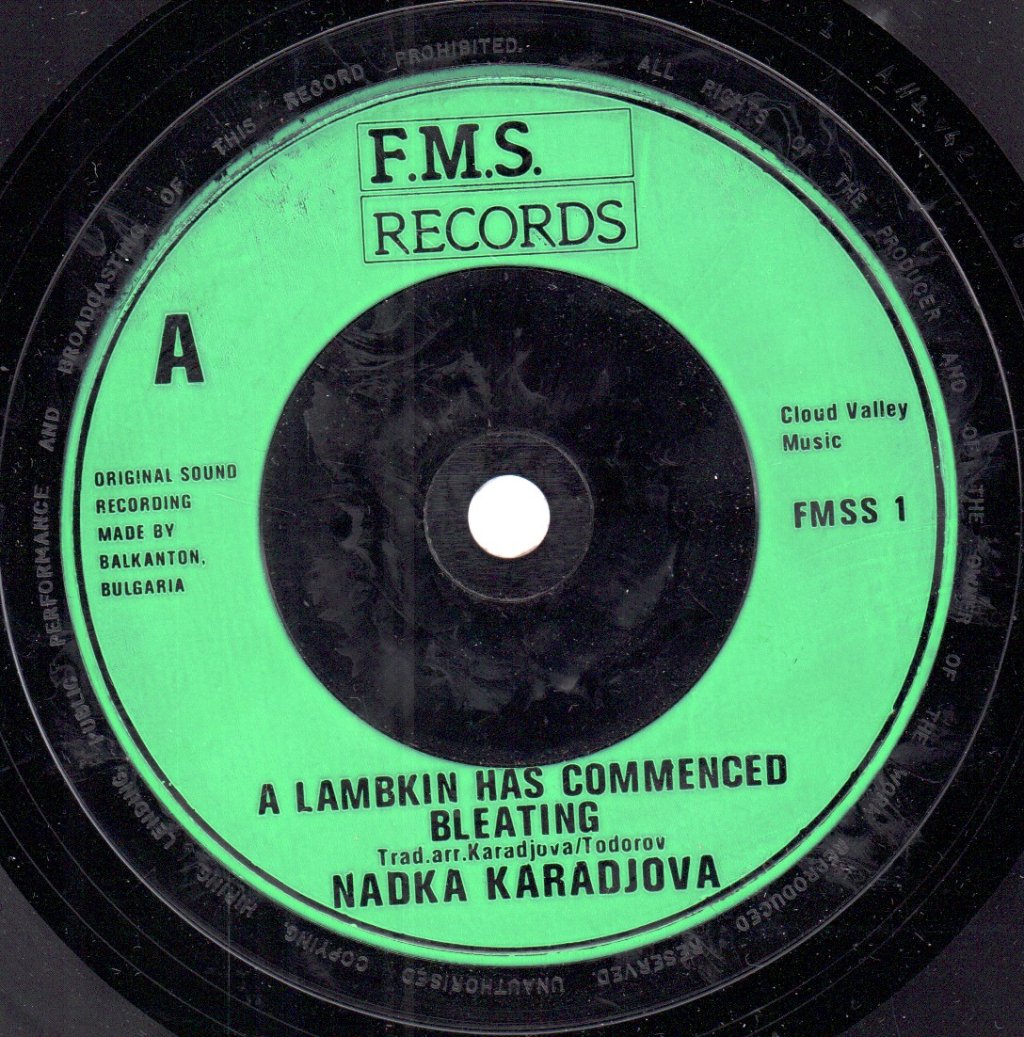 F.M.S.
RECORDS
A
Cloud Valley
Music
FMSS 1
ORIGINAL SOUND
RECORDING
MADE BY
BALKANTON,
BULGARIA
A LAMBKIN HAS COMMENCED
BLEATING
Trad.arr.Karadjova/Todorov
NADKA KARADJOVA
ALL RIGHTS OF THE PRODUCER AND OF THE OWNER OF THE WORK REPRODUCED RESERVED UNAUTHORISED COPYING HIRING, LENDING, PUBLIC PERFORMANCE AND BROADCASTING OF THIS RECORD PROHIBITED.